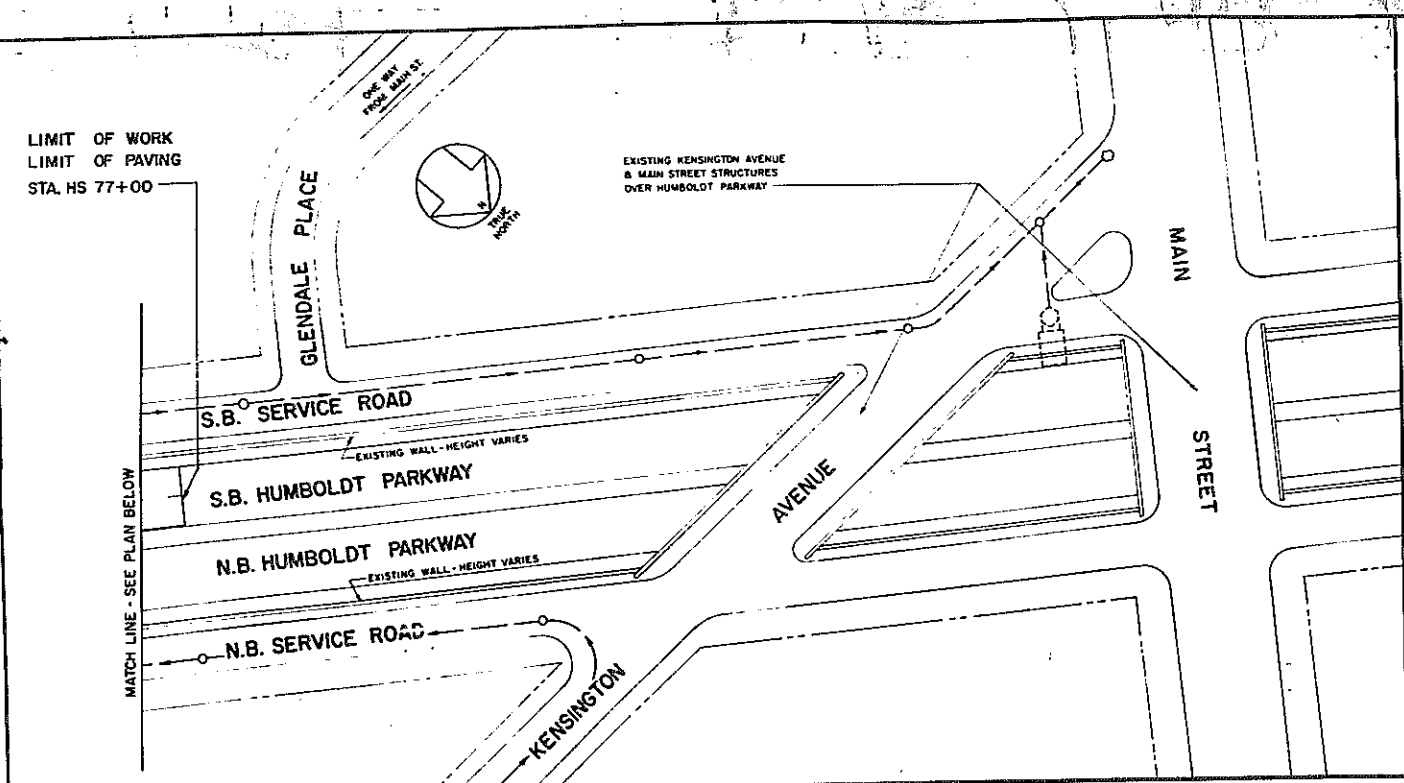 ONE WAY
FROM MAIN ST.
LIMIT OF WORK
LIMIT OF PAVING
STA. HS 77+00
GLENDALE PLACE
N
TRUE
NORTH
EXISTING KENSINGTON AVENUE
& MAIN STREET STRUCTURES
OVER HUMBOLDT PARKWAY
MAIN
STREET
S.B. SERVICE ROAD
EXISTING WALL - HEIGHT VARIES
S.B. HUMBOLDT PARKWAY
AVENUE
N.B. HUMBOLDT PARKWAY
EXISTING WALL - HEIGHT VARIES
N.B. SERVICE ROAD
KENSINGTON
MATCH LINE - SEE PLAN BELOW